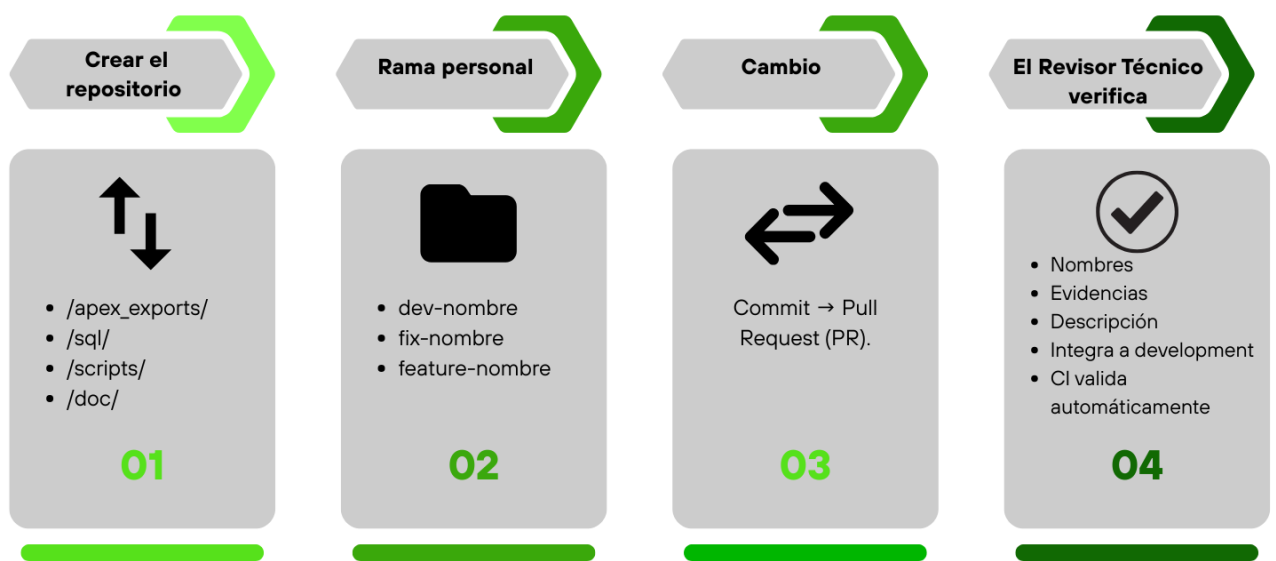 Crear el
repositorio
• /apex_exports/
• /sql/
• /scripts/
• /doc/
01
Rama personal
• dev-nombre
• fix-nombre
• feature-nombre
02
Cambio
Commit → Pull
Request (PR).
03
El Revisor Técnico
verifica
• Nombres
• Evidencias
• Descripción
• Integra a development
• CI valida
automáticamente
04